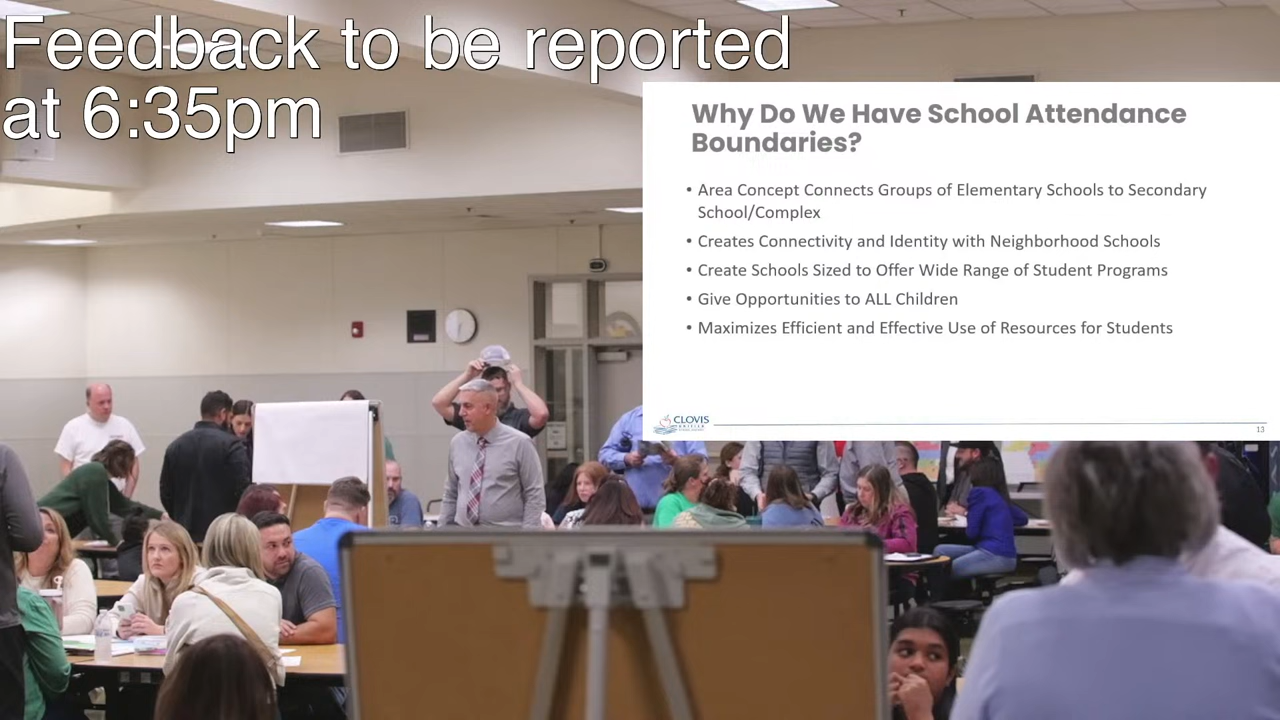 Feedback to be reported
at 6:35pm
Why Do We Have School Attendance
Boundaries?
• Area Concept Connects Groups of Elementary Schools to Secondary
School/Complex
• Creates Connectivity and Identity with Neighborhood Schools
• Create Schools Sized to Offer Wide Range of Student Programs
• Give Opportunities to ALL Children
• Maximizes Efficient and Effective Use of Resources for Students
CLOVIS
UNIFIED
13